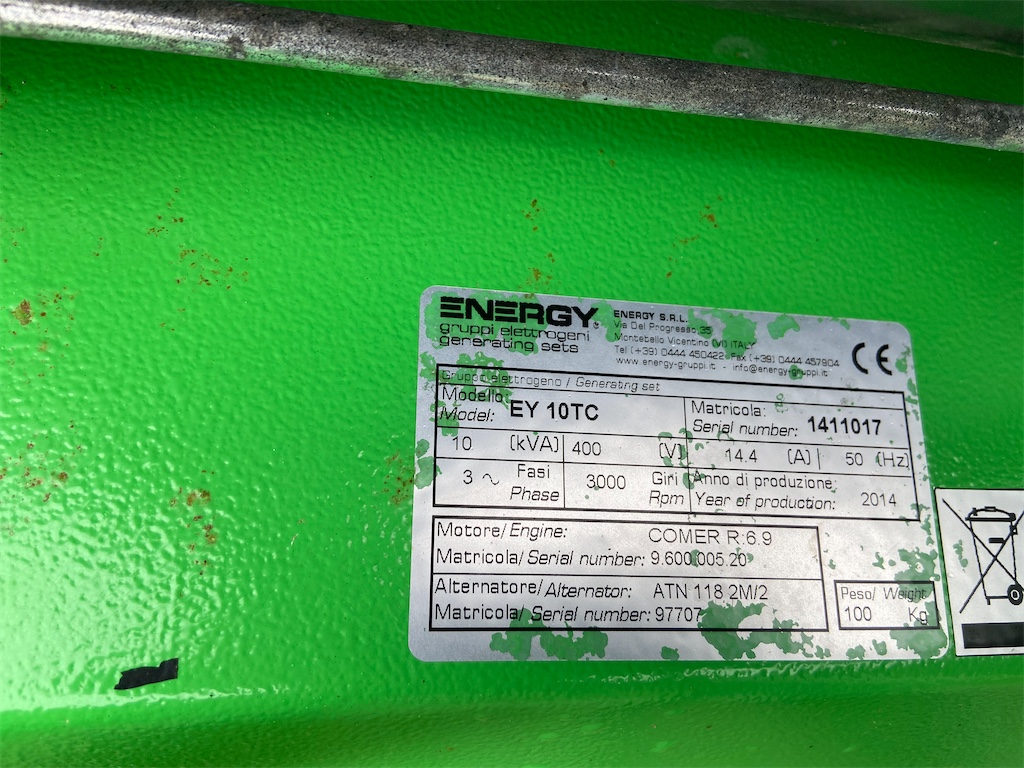 ENERGY
gruppi elettrogeni
generating sets
ENERGY S.R.L.
Via Del Progresso 35
Montebello Vicentino (VI) ITALY
Tel (+39) 0444 450422 - Fax (+39) 0444 457904
www.energy-gruppi.it - info@energy-gruppi.it
CE
Gruppo elettrogeno / Generating set
Modello
Model: EY 10TC
Matricola:
Serial number: 1411017
10 (kVA) 400 (V) 14.4 (A) 50 (Hz)
3 ~ Fasi Phase
3000 Giri Rpm
Anno di produzione:
Year of production: 2014
Motore/Engine: COMER R:6.9
Matricola/Serial number: 9.600.005.20
Alternatore/Alternator: ATN 118 2M/2
Matricola/Serial number: 97707
Peso/Weight
100 Kg